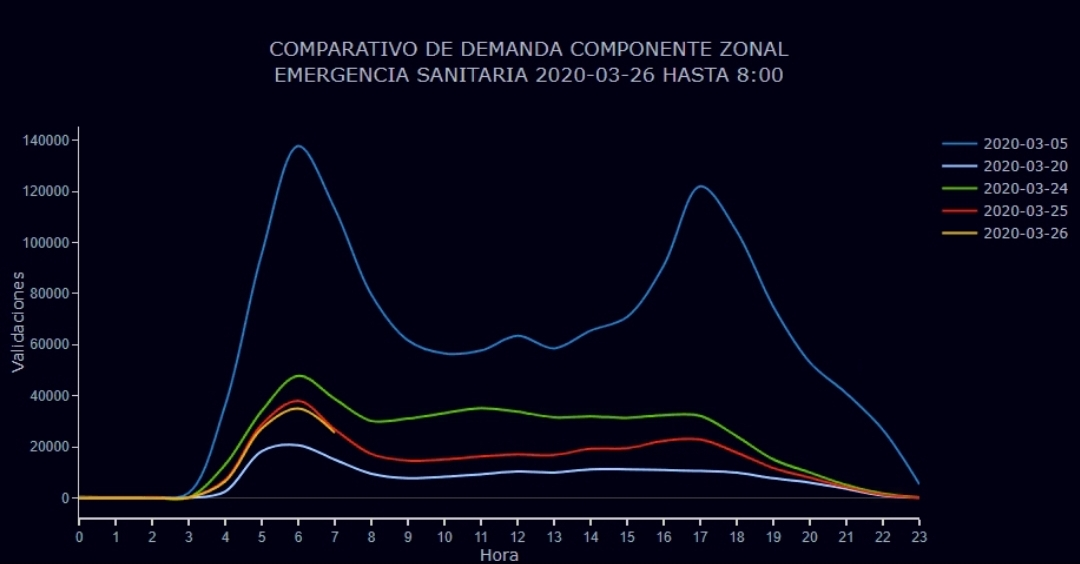 COMPARATIVO DE DEMANDA COMPONENTE ZONAL
EMERGENCIA SANITARIA 2020-03-26 HASTA 8:00
140000
120000
100000
80000
60000
40000
20000
0
Validaciones
2020-03-05
2020-03-20
2020-03-24
2020-03-25
2020-03-26
0 1 2 3 4 5 6 7 8 9 10 11 12 13 14 15 16 17 18 19 20 21 22 23
Hora